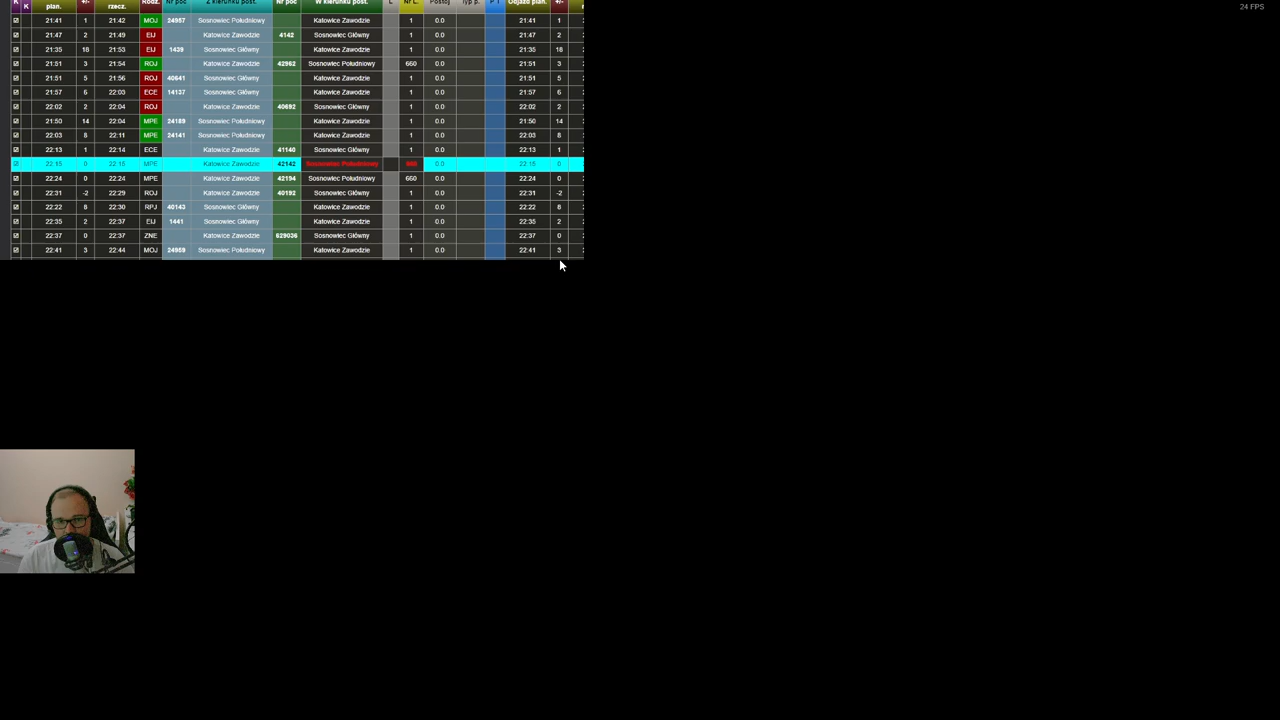 24 FPS
K K plan. +/- rzecz. Rodz. Nr poc Z kierunku post. Nr poc W kierunku post. L Nr L. Postój Typ p. P T Odjazd plan. +/-
21:41 1 21:42 MOJ 24957 Sosnowiec Południowy Katowice Zawodzie 1 0.0 21:41 1
21:47 2 21:49 EIJ Katowice Zawodzie 4142 Sosnowiec Główny 1 0.0 21:47 2
21:35 18 21:53 EIJ 1439 Sosnowiec Główny Katowice Zawodzie 1 0.0 21:35 18
21:51 3 21:54 ROJ Katowice Zawodzie 42962 Sosnowiec Południowy 660 0.0 21:51 3
21:51 5 21:56 ROJ 40641 Sosnowiec Główny Katowice Zawodzie 1 0.0 21:51 5
21:57 6 22:03 ECE 14137 Sosnowiec Główny Katowice Zawodzie 1 0.0 21:57 6
22:02 2 22:04 ROJ Katowice Zawodzie 40692 Sosnowiec Główny 1 0.0 22:02 2
21:50 14 22:04 MPE 24189 Sosnowiec Południowy Katowice Zawodzie 1 0.0 21:50 14
22:03 8 22:11 MPE 24141 Sosnowiec Południowy Katowice Zawodzie 1 0.0 22:03 8
22:13 1 22:14 ECE Katowice Zawodzie 41140 Sosnowiec Główny 1 0.0 22:13 1
22:15 0 22:15 MPE Katowice Zawodzie 42142 Sosnowiec Południowy 660 0.0 22:15 0
22:24 0 22:24 MPE Katowice Zawodzie 42194 Sosnowiec Południowy 660 0.0 22:24 0
22:31 -2 22:29 ROJ Katowice Zawodzie 40192 Sosnowiec Główny 1 0.0 22:31 -2
22:22 8 22:30 RPJ 40143 Sosnowiec Główny Katowice Zawodzie 1 0.0 22:22 8
22:35 2 22:37 EIJ 1441 Sosnowiec Główny Katowice Zawodzie 1 0.0 22:35 2
22:37 0 22:37 ZNE Katowice Zawodzie 629036 Sosnowiec Główny 1 0.0 22:37 0
22:41 3 22:44 MOJ 24959 Sosnowiec Południowy Katowice Zawodzie 1 0.0 22:41 3